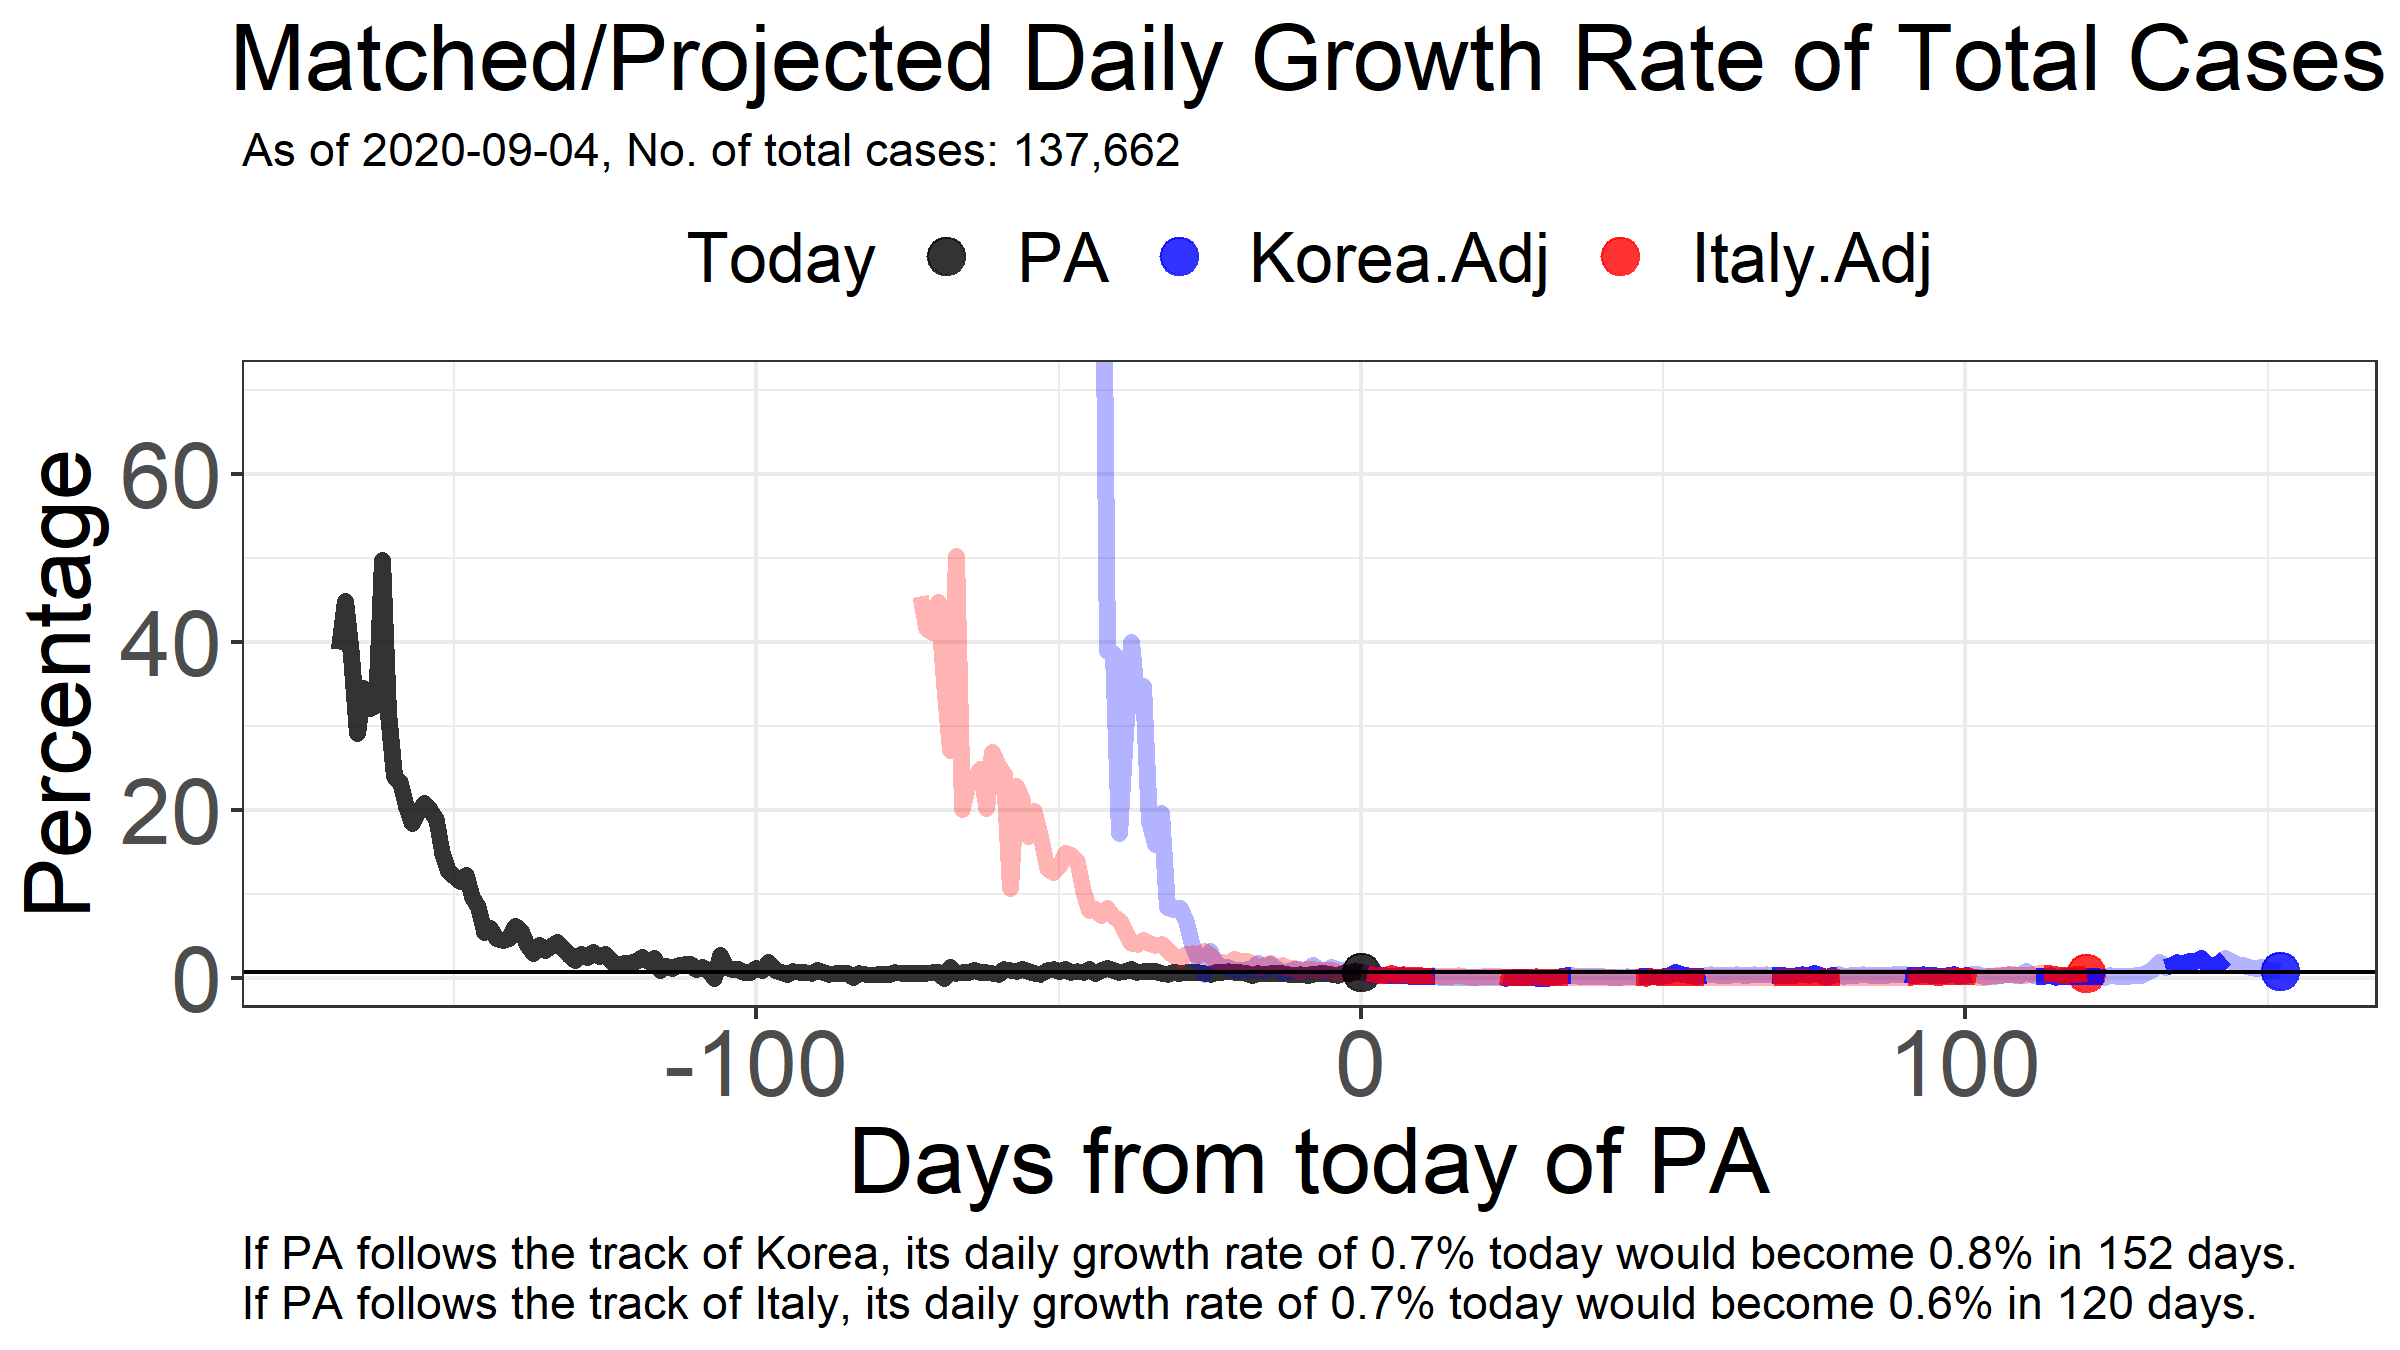 Matched/Projected Daily Growth Rate of Total Cases
As of 2020-09-04, No. of total cases: 137,662
Today PA Korea.Adj Italy.Adj
Percentage
60
40
20
0
-100 0 100
Days from today of PA
If PA follows the track of Korea, its daily growth rate of 0.7% today would become 0.8% in 152 days.
If PA follows the track of Italy, its daily growth rate of 0.7% today would become 0.6% in 120 days.